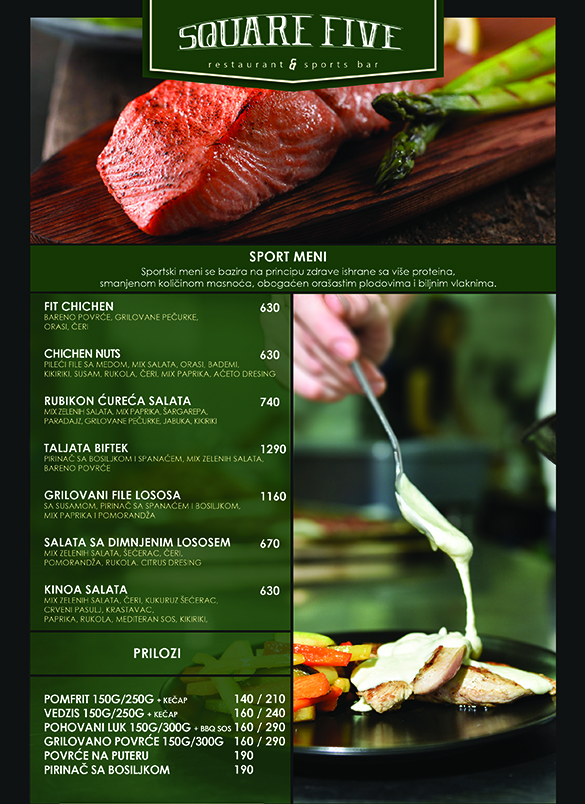 SQUARE FIVE
restaurant & sports bar
SPORT MENI
Sportski meni se bazira na principu zdrave ishrane sa više proteina,
smanjenom količinom masnoća, obogaćen orašastim plodovima i biljnim vlaknima.
FIT CHICHEN 630
BARENO POVRĆE, GRILOVANE PEČURKE,
ORASI, ČERI
CHICHEN NUTS 630
PILECI FILE SA MEDOM, MIX SALATA, ORASI, BADEMI,
KIKIRIKI, SUSAM, RUKOLA, ČERI, MIX PAPRIKA, AĆETO DRESING
RUBIKON ĆUREĆA SALATA 740
MIX ZELENIH SALATA, MIX PAPRIKA, ŠARGAREPA,
PARADAJZ, GRILOVANE PEČURKE, JABUKA, KIKIRIKI
TALJATA BIFTEK 1290
PIRINAČ SA BOSILJKOM I SPANAĆEM, MIX ZELENIH SALATA,
BARENO POVRĆE
GRILOVANI FILE LOSOSA 1160
SA SUSAMOM, PIRINAČ SA SPANAĆEM I BOSILJKOM,
MIX PAPRIKA I POMORANDŽA
SALATA SA DIMNJENIM LOSOSEM 670
MIX ZELENIH SALATA, ŠEĆERAC, ČERI,
POMORANDŽA, RUKOLA, CITRUS DRESING
KINOA SALATA 630
MIX ZELENIH SALATA, ČERI, KUKURUZ ŠEĆERAC,
CRVENI PASULJ, KRASTAVAC,
PAPRIKA, RUKOLA, MEDITERAN SOS, KIKIRIKI,
PRILOZI
POMFRIT 150G/250G + KEČAP 140 / 210
VEDZIS 150G/250G + KEČAP 160 / 240
POHOVANI LUK 150G/300G + BBQ SOS 160 / 290
GRILOVANO POVRĆE 150G/300G 160 / 290
POVRĆE NA PUTERU 190
PIRINAČ SA BOSILJKOM 190